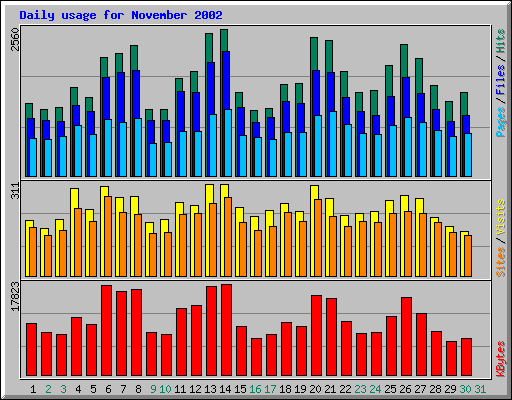 Daily usage for November 2002
2560
Pages / Files / Hits
311
Sites / Visits
17823
KBytes
1 2 3 4 5 6 7 8 9 10 11 12 13 14 15 16 17 18 19 20 21 22 23 24 25 26 27 28 29 30 31